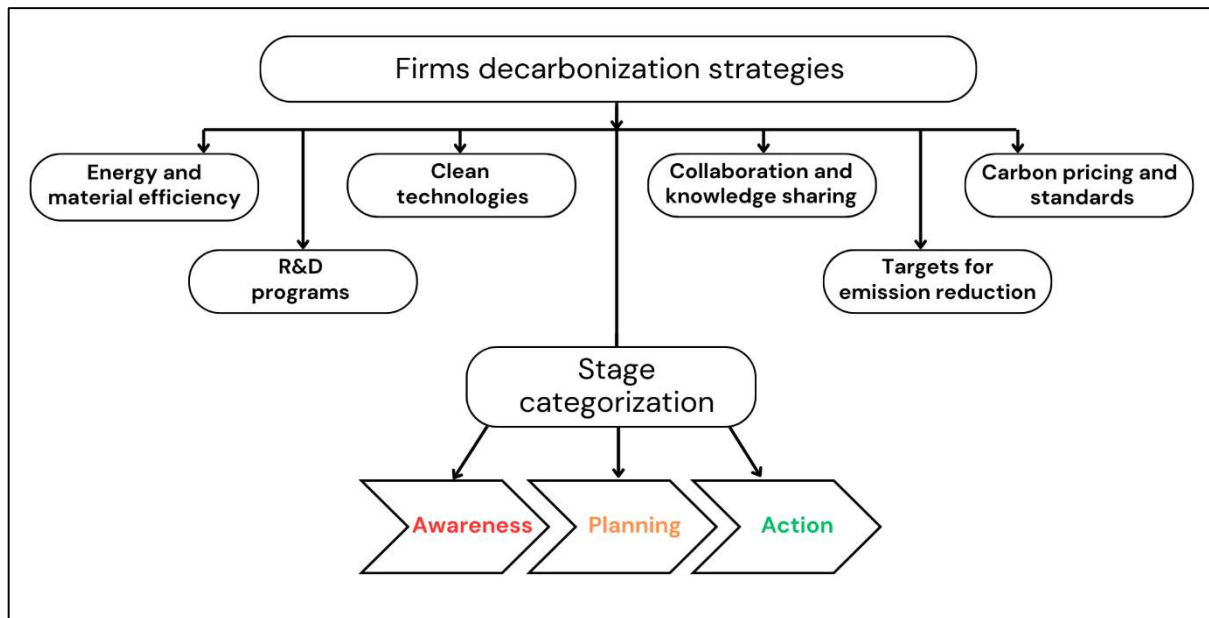 Firms decarbonization strategies
Energy and
material efficiency
Clean
technologies
Collaboration and
knowledge sharing
Carbon pricing and
standards
R&D
programs
Targets for
emission reduction
Stage
categorization
Awareness
Planning
Action